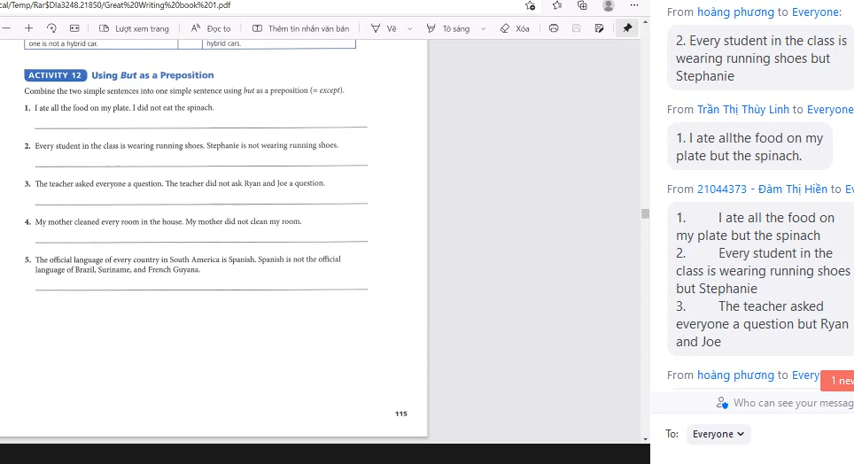 cal/Temp/Rar$DIa3248.21850/Great%20Writing%20book%201.pdf
Lượt xem trang
Đọc to
Thêm tin nhắn văn bản
Vẽ
Tô sáng
Xóa
one is not a hybrid car.
hybrid cars.
ACTIVITY 12 Using But as a Preposition
Combine the two simple sentences into one simple sentence using but as a preposition (= except).
1. I ate all the food on my plate. I did not eat the spinach.
2. Every student in the class is wearing running shoes. Stephanie is not wearing running shoes.
3. The teacher asked everyone a question. The teacher did not ask Ryan and Joe a question.
4. My mother cleaned every room in the house. My mother did not clean my room.
5. The official language of every country in South America is Spanish. Spanish is not the official
language of Brazil, Suriname, and French Guyana.
115
From hoàng phương to Everyone:
2. Every student in the class is
wearing running shoes but
Stephanie
From Trần Thị Thùy Linh to Everyone
1. I ate allthe food on my
plate but the spinach.
From 21044373 - Đàm Thị Hiền to Ev
1. I ate all the food on
my plate but the spinach
2. Every student in the
class is wearing running shoes
but Stephanie
3. The teacher asked
everyone a question but Ryan
and Joe
From hoàng phương to Every
1 new
Who can see your messag
To: Everyone